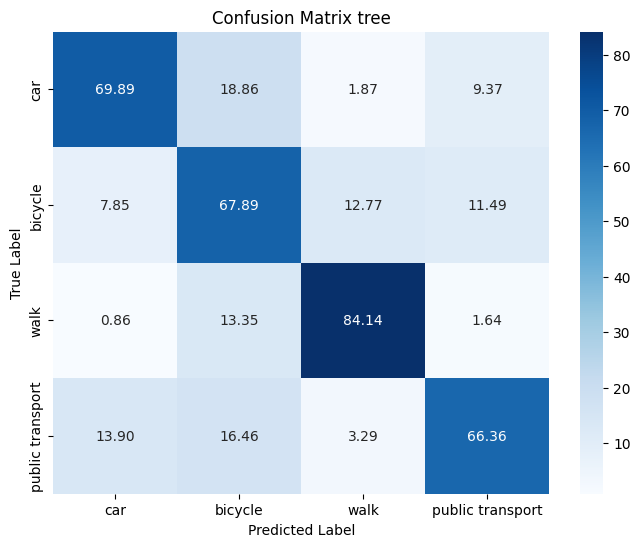 Confusion Matrix tree
True Label
car
69.89 18.86 1.87 9.37
bicycle
7.85 67.89 12.77 11.49
walk
0.86 13.35 84.14 1.64
public transport
13.90 16.46 3.29 66.36
car bicycle walk public transport
Predicted Label
80
70
60
50
40
30
20
10